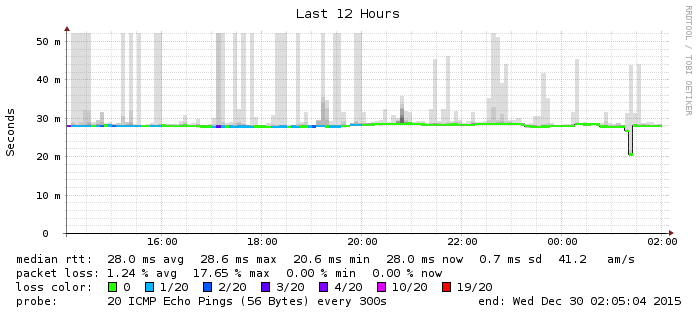 Last 12 Hours
RRDTOOL / TOBI OETIKER
Seconds
50 m
40 m
30 m
20 m
10 m
0
16:00 18:00 20:00 22:00 00:00 02:00
median rtt: 28.0 ms avg 28.6 ms max 20.6 ms min 28.0 ms now 0.7 ms sd 41.2 am/s
packet loss: 1.24 % avg 17.65 % max 0.00 % min 0.00 % now
loss color: 0 1/20 2/20 3/20 4/20 10/20 19/20
probe: 20 ICMP Echo Pings (56 Bytes) every 300s end: Wed Dec 30 02:05:04 2015